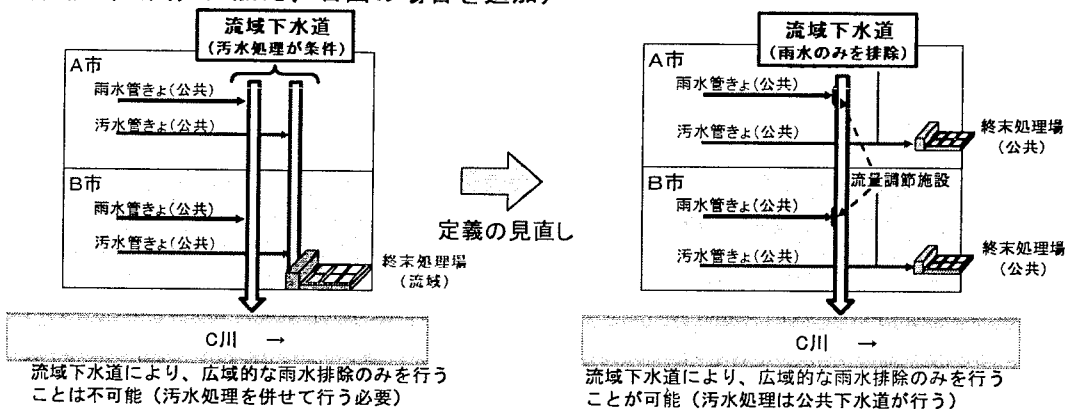 流域下水道
(汚水処理が条件)
A市
雨水管きょ(公共)
汚水管きょ(公共)
B市
雨水管きょ(公共)
汚水管きょ(公共)
終末処理場
(流域)
C川 →
流域下水道により、広域的な雨水排除のみを行う
ことは不可能(汚水処理を併せて行う必要)
定義の見直し
流域下水道
(雨水のみを排除)
A市
雨水管きょ(公共)
汚水管きょ(公共)
終末処理場
(公共)
流量調節施設
B市
雨水管きょ(公共)
汚水管きょ(公共)
終末処理場
(公共)
C川 →
流域下水道により、広域的な雨水排除のみを行う
ことが可能(汚水処理は公共下水道が行う)